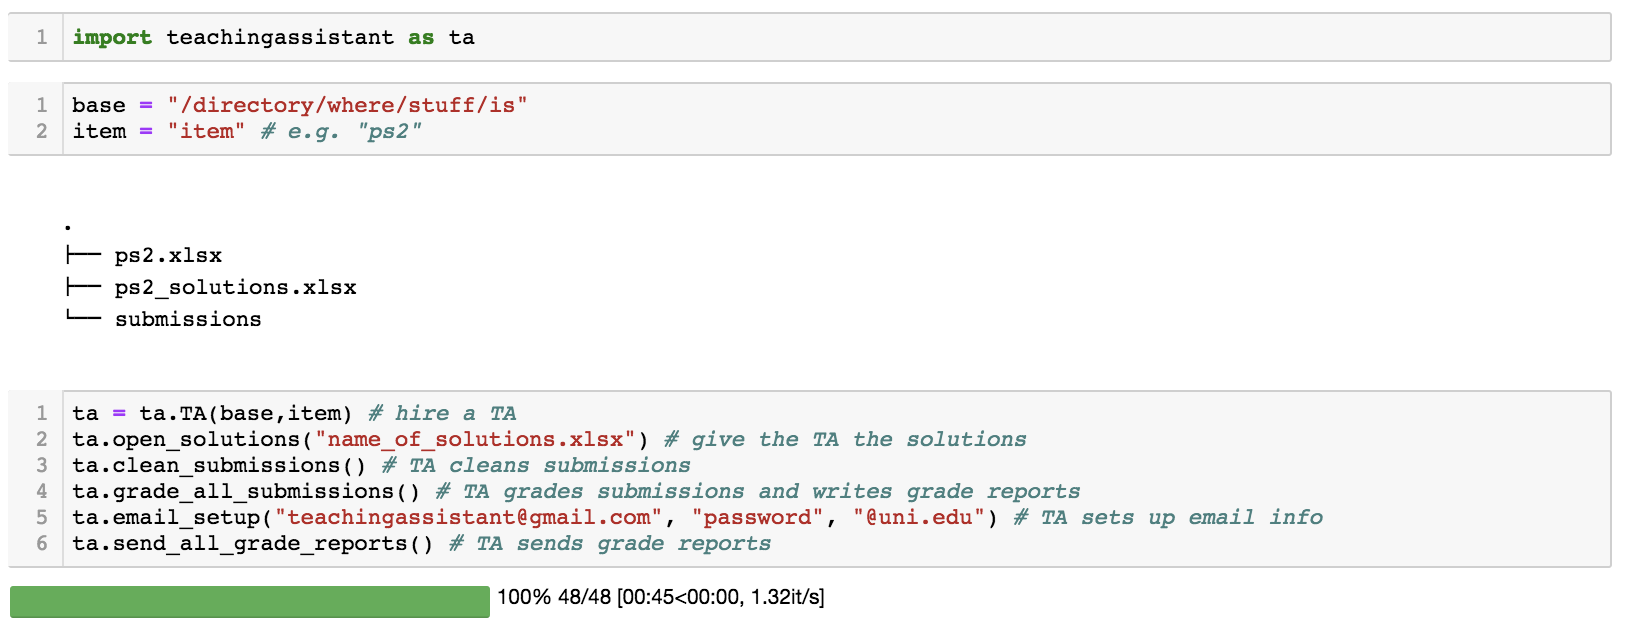 1 import teachingassistant as ta
1 base = "/directory/where/stuff/is"
2 item = "item" # e.g. "ps2"
.
├── ps2.xlsx
├── ps2_solutions.xlsx
└── submissions
1 ta = ta.TA(base,item) # hire a TA
2 ta.open_solutions("name_of_solutions.xlsx") # give the TA the solutions
3 ta.clean_submissions() # TA cleans submissions
4 ta.grade_all_submissions() # TA grades submissions and writes grade reports
5 ta.email_setup("teachingassistant@gmail.com", "password", "@uni.edu") # TA sets up email info
6 ta.send_all_grade_reports() # TA sends grade reports
100% 48/48 [00:45<00:00, 1.32it/s]